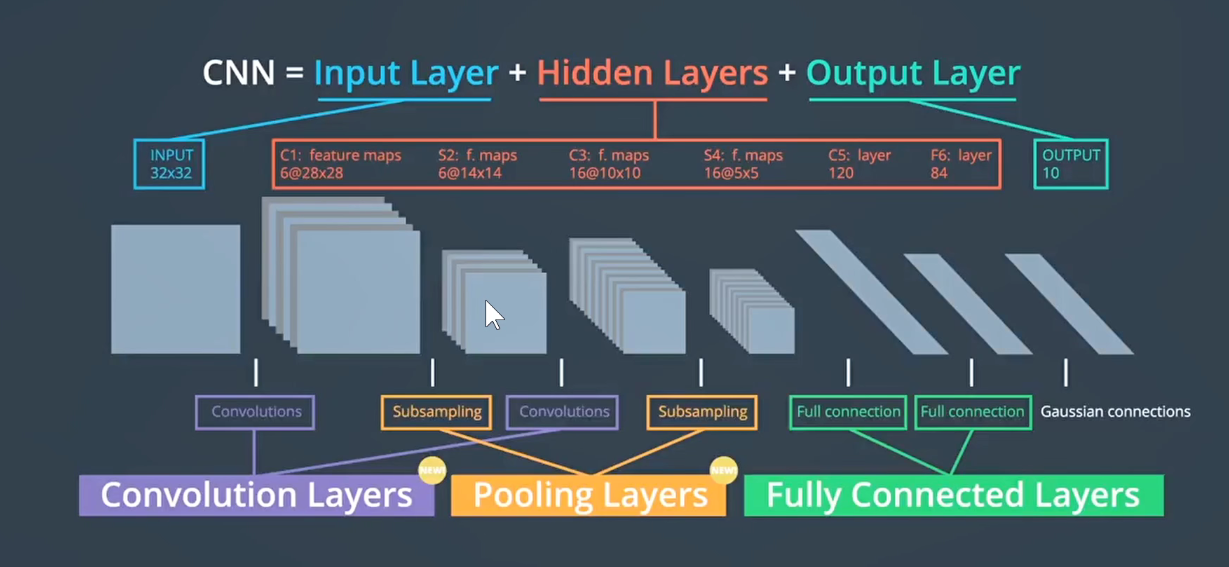 CNN = Input Layer + Hidden Layers + Output Layer
INPUT
32x32
C1: feature maps
6@28x28
S2: f. maps
6@14x14
C3: f. maps
16@10x10
S4: f. maps
16@5x5
C5: layer
120
F6: layer
84
OUTPUT
10
Convolutions
Subsampling
Convolutions
Subsampling
Full connection
Full connection
Gaussian connections
NEW!
NEW!
Convolution Layers
Pooling Layers
Fully Connected Layers